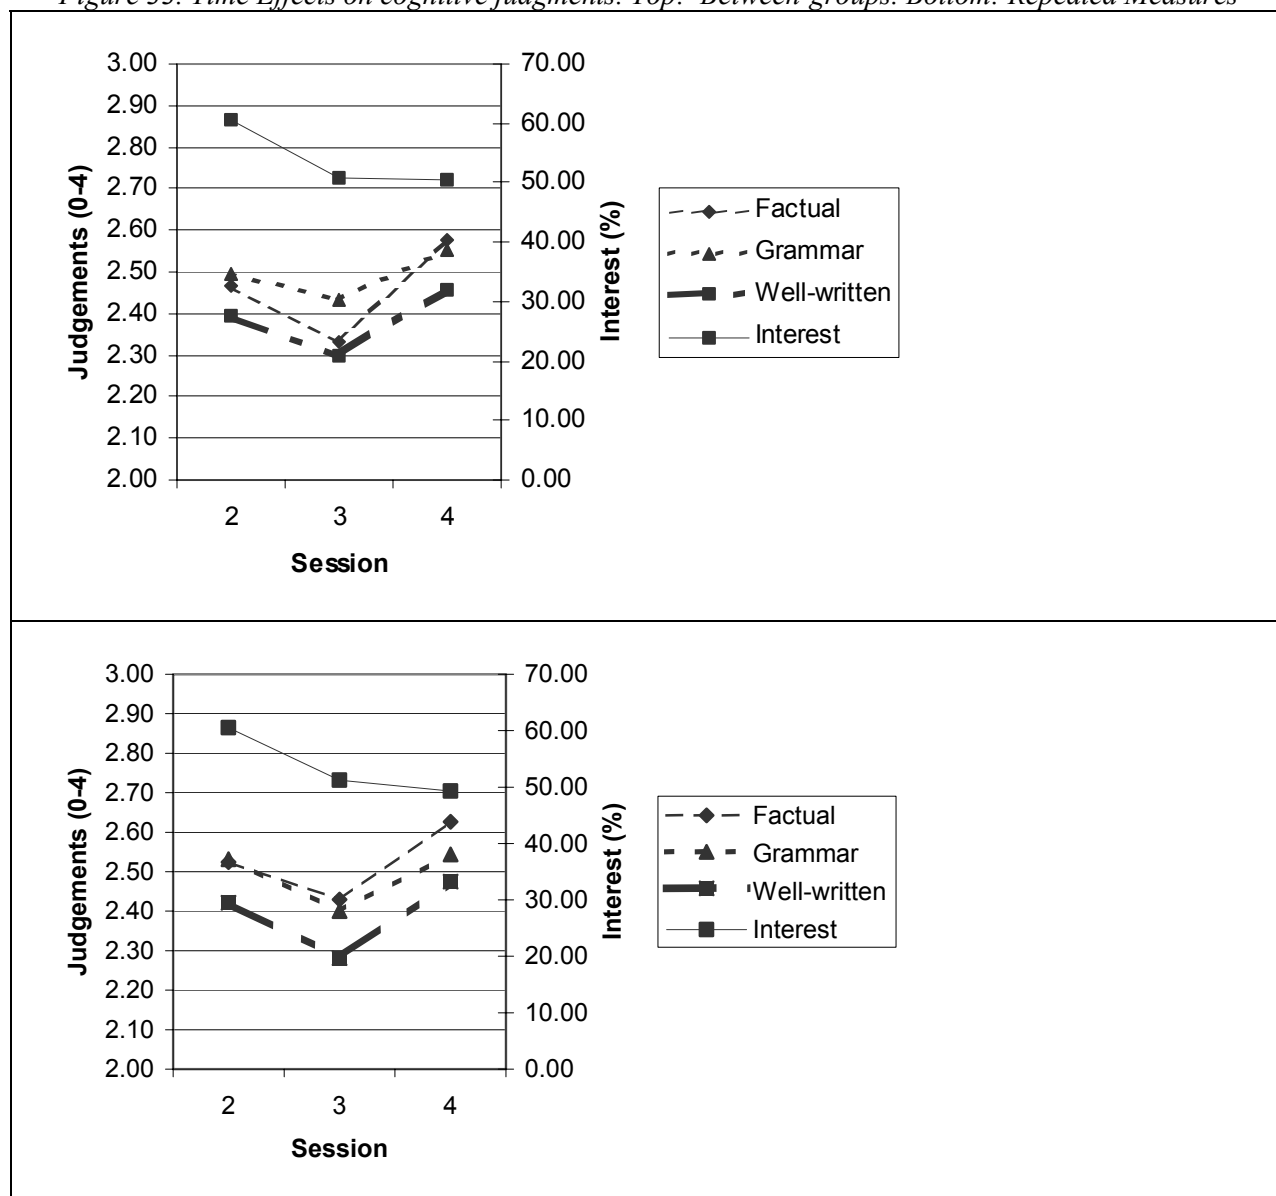 Figure 33. Time Effects on cognitive judgments. Top: Between-groups. Bottom: Repeated Measures
3.00
2.90
2.80
2.70
2.60
2.50
2.40
2.30
2.20
2.10
2.00
Judgements (0-4)
70.00
60.00
50.00
40.00
30.00
20.00
10.00
0.00
Interest (%)
2 3 4
Session
Factual
Grammar
Well-written
Interest
3.00
2.90
2.80
2.70
2.60
2.50
2.40
2.30
2.20
2.10
2.00
Judgements (0-4)
70.00
60.00
50.00
40.00
30.00
20.00
10.00
0.00
Interest (%)
2 3 4
Session
Factual
Grammar
Well-written
Interest